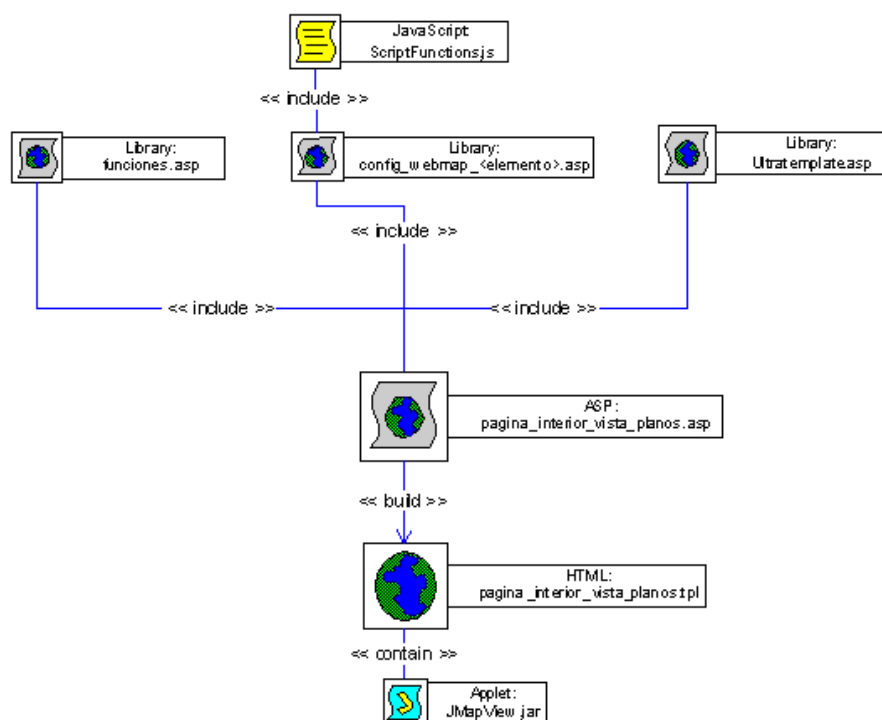 JavaScript:
ScriptFunctions.js
<< include >>
Library:
funciones.asp
Library:
config_webmap_<elemento>.asp
Library:
Ultratemplate.asp
<< include >>
<< include >>
<< include >>
ASP:
pagina_interior_vista_planos.asp
<< build >>
HTML:
pagina_interior_vista_planos.tpl
<< contain >>
Applet:
JMapView.jar